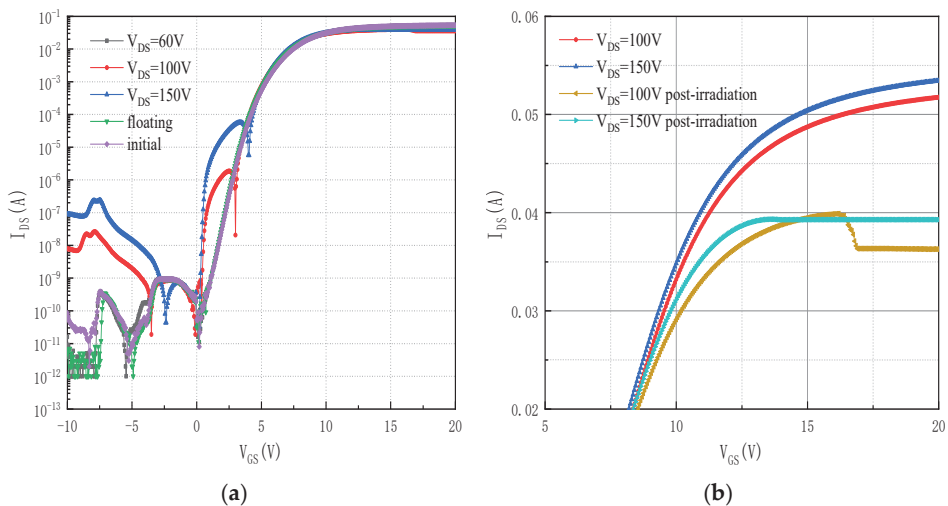 V_DS=60V
V_DS=100V
V_DS=150V
floating
initial
I_DS(A)
10⁻¹
10⁻²
10⁻³
10⁻⁴
10⁻⁵
10⁻⁶
10⁻⁷
10⁻⁸
10⁻⁹
10⁻¹⁰
10⁻¹¹
10⁻¹²
10⁻¹³
-10 -5 0 5 10 15 20
V_GS(V)
(a)
V_DS=100V
V_DS=150V
V_DS=100V post-irradiation
V_DS=150V post-irradiation
I_DS(A)
0.06
0.05
0.04
0.03
0.02
5 10 15 20
V_GS(V)
(b)